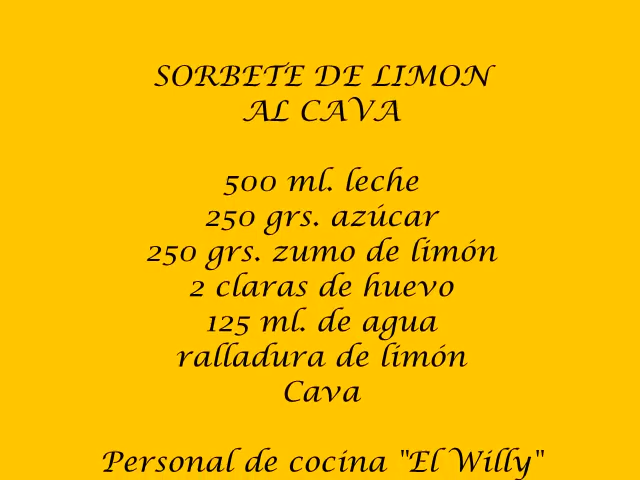 SORBETE DE LIMON
AL CAVA
500 ml. leche
250 grs. azúcar
250 grs. zumo de limón
2 claras de huevo
125 ml. de agua
ralladura de limón
Cava
Personal de cocina "El Willy"